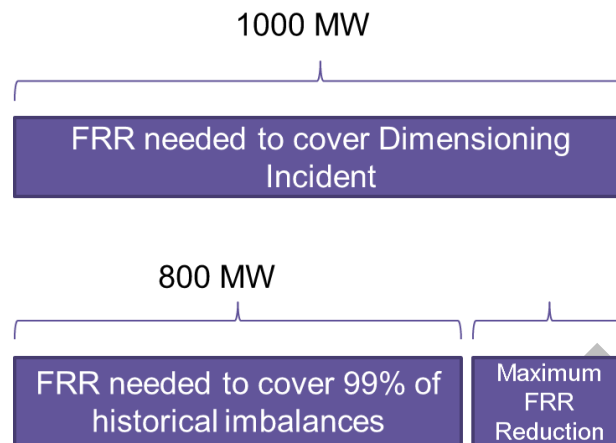 1000 MW
FRR needed to cover Dimensioning
Incident
800 MW
FRR needed to cover 99% of
historical imbalances
Maximum
FRR
Reduction